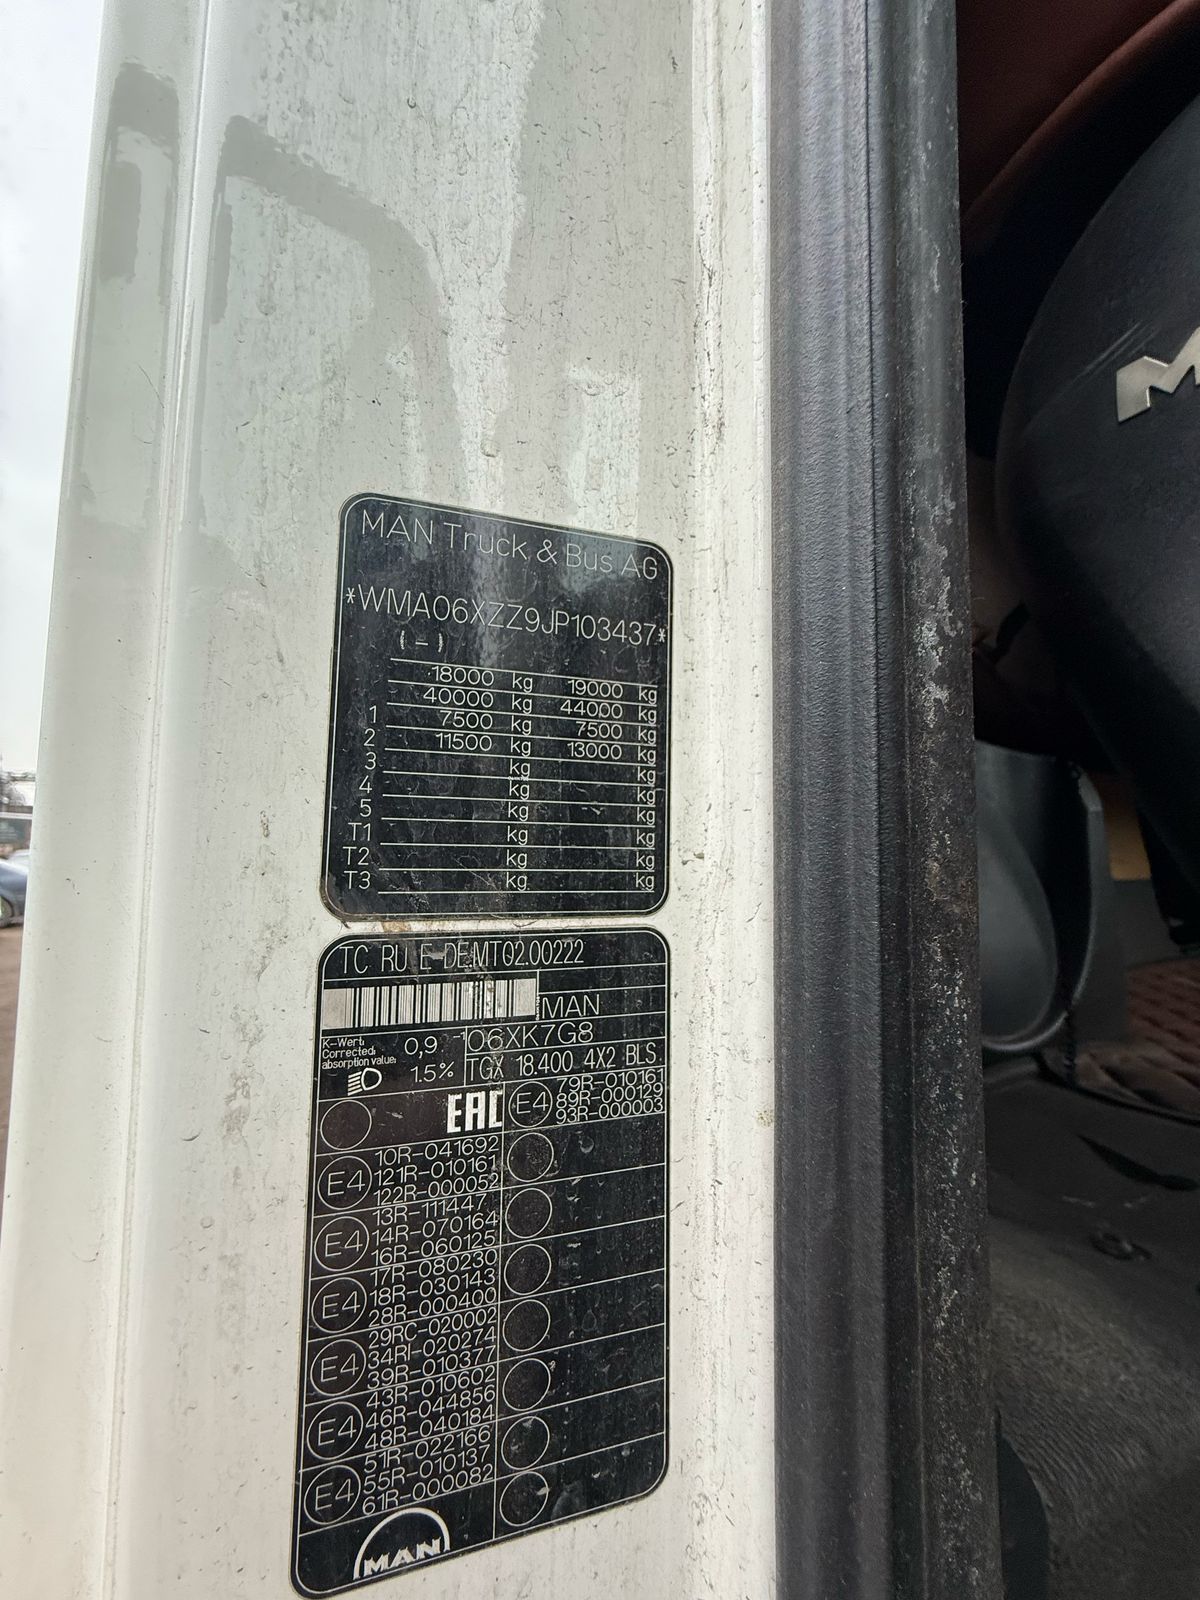 MAN Truck & Bus AG
*WMA06XZZ9JP103437*
( - )
18000 kg 19000 kg
40000 kg 44000 kg
1 7500 kg 7500 kg
2 11500 kg 13000 kg
3 kg kg
4 kg kg
5 kg kg
T1 kg kg
T2 kg kg
T3 kg kg
TC RU E-DE.MT02.00222
MAN
K-Wert:
Corrected:
absorption value:
0,9
1.5%
106XK7G8
TGX 18.400 4X2 BLS
EAC
E4
79R-010161
89R-000129
93R-000003
E4
10R-041692
121R-010161
122R-000052
E4
13R-111447
14R-070164
16R-060125
E4
17R-080230
18R-030143
28R-000400
E4
29RC-020002
34RI-020274
39R-010377
E4
43R-010602
46R-044856
48R-040184
E4
51R-022166
55R-010137
61R-000082
MAN